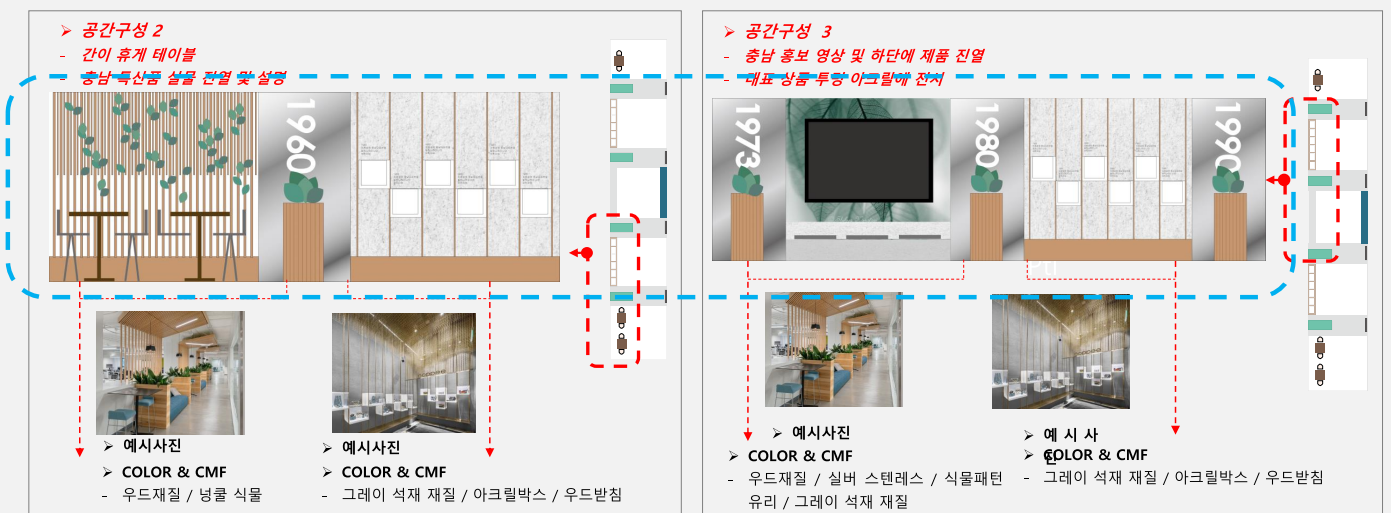 ➢ 공간구성 2
- 간이 휴게 테이블
- 충남 특산품 실물 진열 및 설명
1960
➢ 예시사진
➢ COLOR & CMF
- 우드재질 / 넝쿨 식물
➢ 예시사진
➢ COLOR & CMF
- 그레이 석재 재질 / 아크릴박스 / 우드받침
➢ 공간구성 3
- 충남 홍보 영상 및 하단에 제품 진열
- 대표 상품 투명 아크릴에 전시
1973
1980
1990
➢ 예시사진
➢ COLOR & CMF
- 우드재질 / 실버 스텐레스 / 식물패턴
유리 / 그레이 석재 재질
➢ 예 시 사
진
➢ COLOR & CMF
- 그레이 석재 재질 / 아크릴박스 / 우드받침